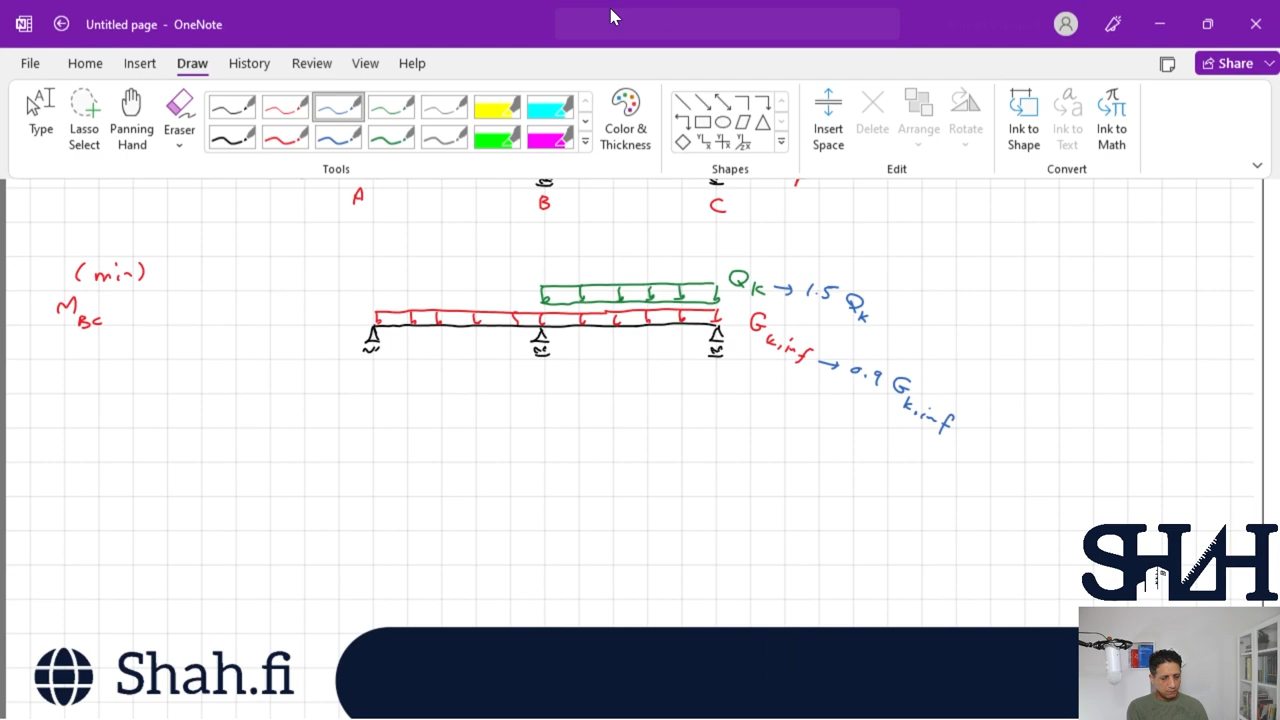 Untitled page - OneNote
File Home Insert Draw History Review View Help
Share
Type
Lasso Select
Panning Hand
Eraser
Color & Thickness
Insert Space
Delete
Arrange
Rotate
Ink to Shape
Ink to Text
Ink to Math
Tools
Shapes
Edit
Convert
A B C
(min)
M BC
Qk → 1.5 Qk
Gk,inf → 0.9 Gk,inf
SHAH
Shah.fi